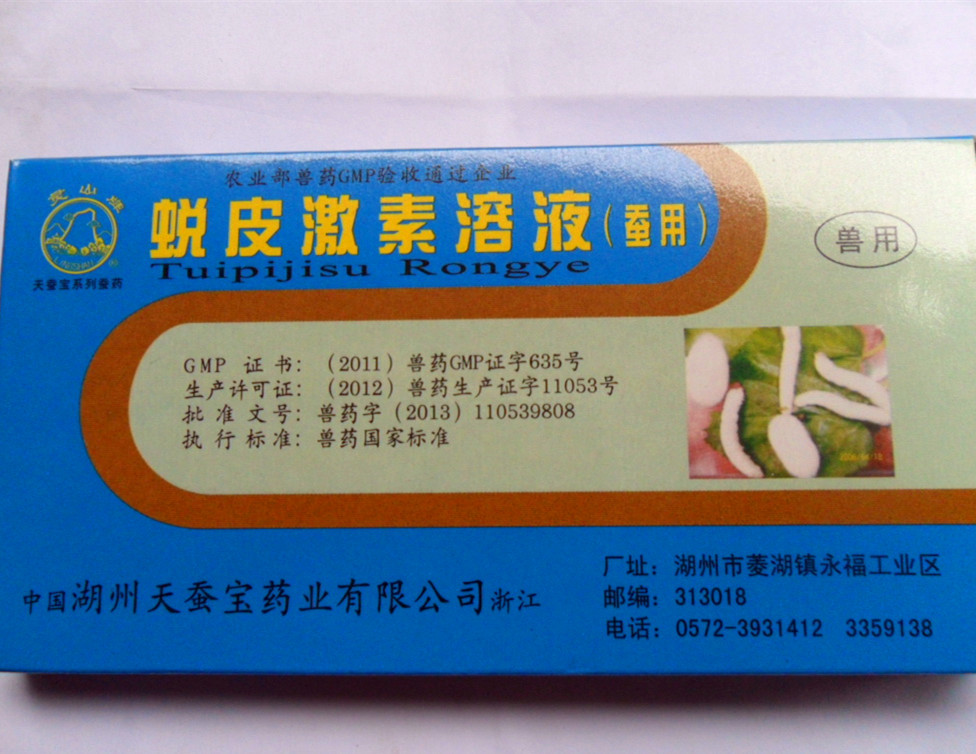 农业部兽药GMP验收通过企业
灵山牌
天蚕宝系列蚕药
蜕皮激素溶液(蚕用)
Tuipijisu Rongye
兽用
GMP 证书：（2011）兽药GMP证字635号
生产许可证：（2012）兽药生产证字11053号
批准文号：兽药字（2013）110539808
执行标准：兽药国家标准
中国湖州天蚕宝药业有限公司浙江
厂址：湖州市菱湖镇永福工业区
邮编：313018
电话：0572-3931412 3359138